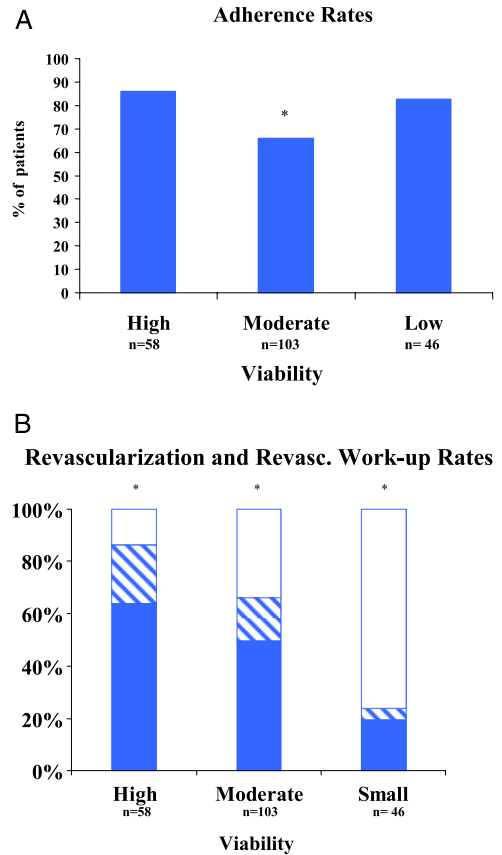 A
Adherence Rates
% of patients
100
90
80
70
60
50
40
30
20
10
0
*
High
Moderate
Low
n=58
n=103
n= 46
Viability
B
Revascularization and Revasc. Work-up Rates
* * *
100%
80%
60%
40%
20%
0%
High
Moderate
Small
n=58
n=103
n= 46
Viability